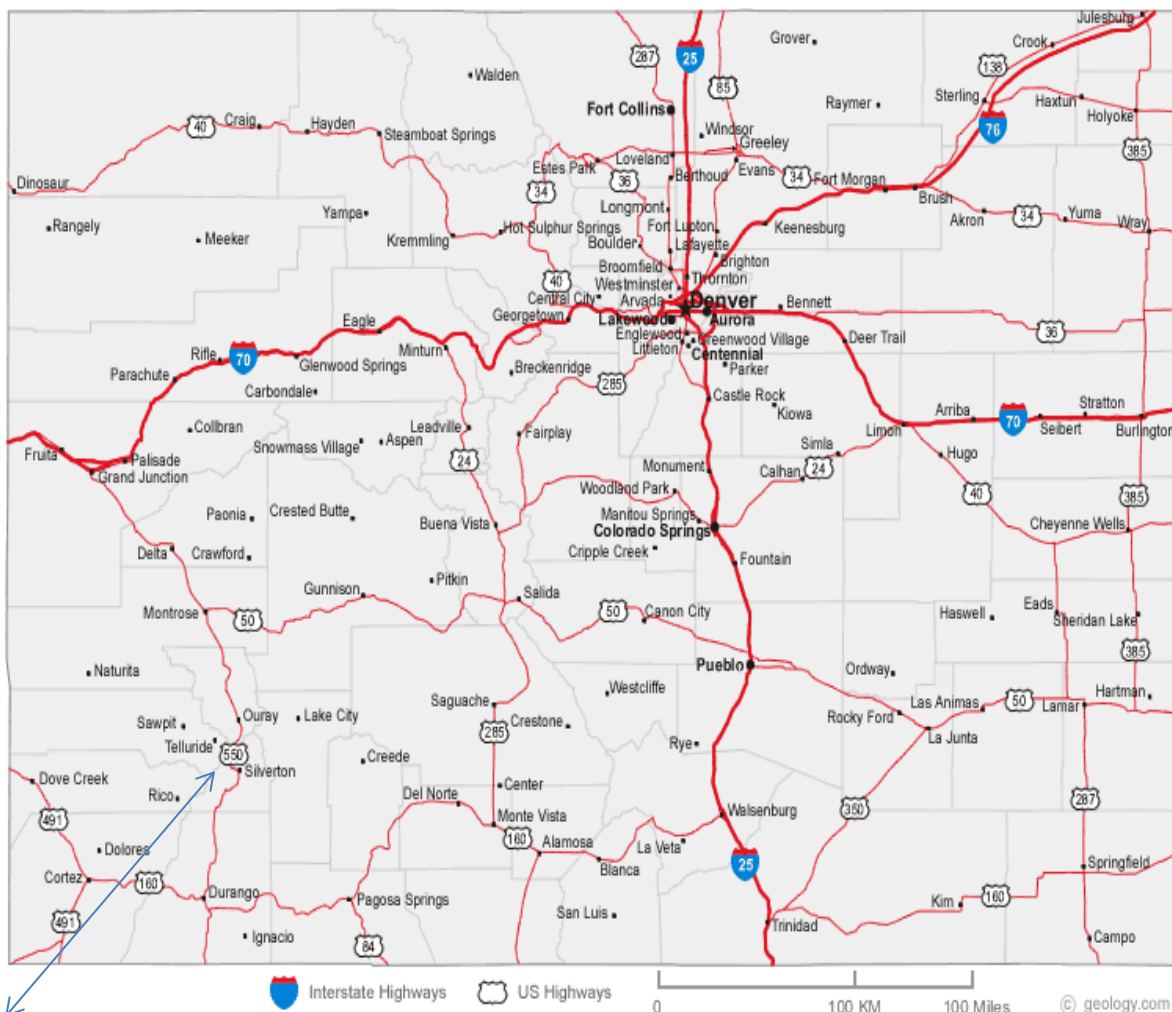 Julesburg
Grover
Crook
287
25
138
Walden
85
Sterling
Haxtun
Raymer
Fort Collins
Holyoke
Craig
Hayden
40
Steamboat Springs
Windsor
76
Greeley
385
Loveland
Estes Park
Evans
34
36
Berthoud
Fort Morgan
Dinosaur
34
Brush
Longmont
Yampa
Akron
34
Yuma
Rangely
Meeker
Kremmling
Hot Sulphur Springs
Fort Lupton
Keenesburg
Wray
Boulder
Lafayette
Broomfield
Brighton
40
Westminster
Thornton
Central City
Arvada
Denver
Bennett
Georgetown
Lakewood
Aurora
Eagle
Englewood
Greenwood Village
Deer Trail
36
Rifle
70
Minturn
Littleton
Centennial
Glenwood Springs
Parachute
Breckenridge
285
Parker
Carbondale
Castle Rock
Kiowa
Arriba
Stratton
Collbran
Leadville
Fairplay
Limon
70
Seibert
Burlington
Snowmass Village
Aspen
Simla
Fruita
Palisade
24
Hugo
Grand Junction
Monument
Calhan
24
Woodland Park
40
385
Paonia
Crested Butte
Manitou Springs
Buena Vista
Colorado Springs
Cheyenne Wells
Delta
Crawford
Cripple Creek
Fountain
Pitkin
Gunnison
Salida
Montrose
50
50
Canon City
Haswell
Eads
Sheridan Lake
385
Naturita
Pueblo
Ordway
Westcliffe
Hartman
Saguache
Las Animas
50
Lamar
Ouray
Lake City
Sawpit
Crestone
Rocky Ford
285
La Junta
Telluride
Rye
550
Creede
Silverton
Dove Creek
Center
Rico
Del Norte
350
287
491
Monte Vista
Walsenburg
160
Dolores
Alamosa
La Veta
25
Blanca
Springfield
Cortez
160
Durango
Pagosa Springs
Kim
160
San Luis
491
Trinidad
Ignacio
84
Campo
Interstate Highways
US Highways
0
100 KM
100 Miles
© geology.com